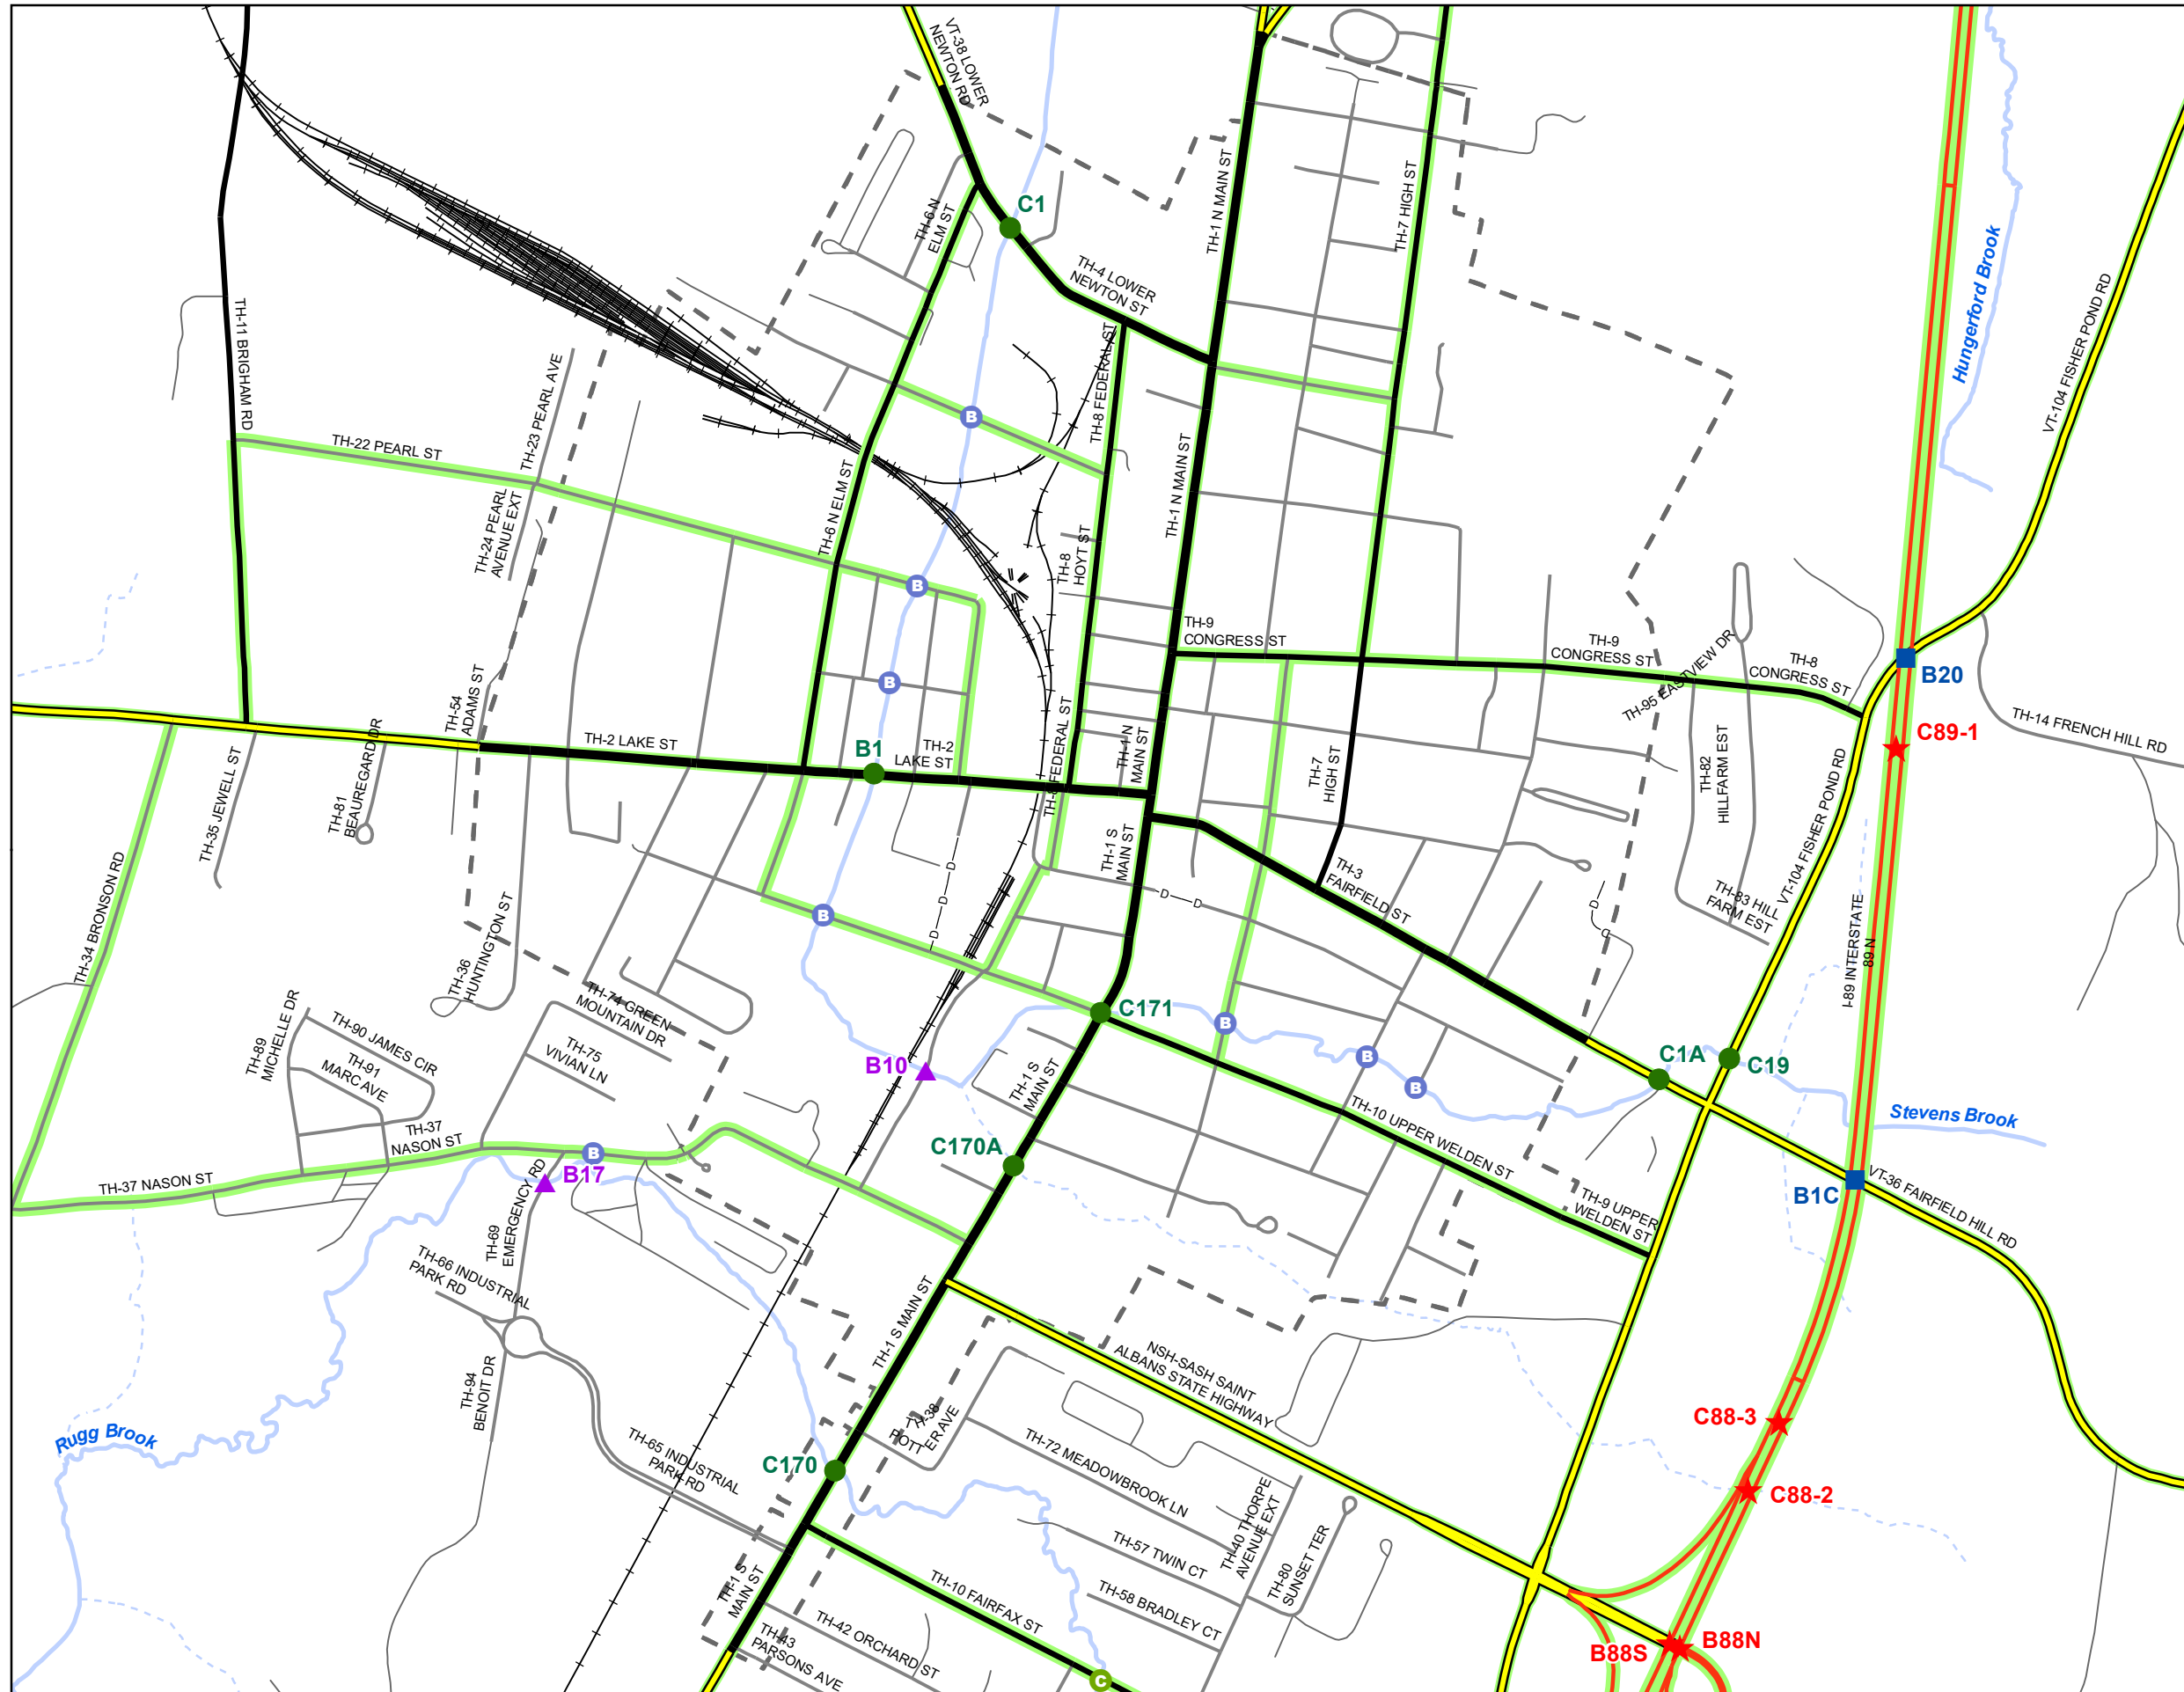 VT-38 LOWER
NEWTON RD
C1
TH-6 N
ELM ST
TH-4 LOWER
NEWTON ST
TH-1 N MAIN ST
TH-7 HIGH ST
Hungerford Brook
VT-104 FISHER POND RD
TH-11 BRIGHAM RD
TH-22 PEARL ST
TH-23 PEARL AVE
TH-24 PEARL
AVENUE EXT
TH-8 FEDERAL ST
B
TH-6 N ELM ST
TH-1 N MAIN ST
TH-8
HOYT ST
B
B
TH-9
CONGRESS ST
TH-9
CONGRESS ST
TH-8
CONGRESS ST
TH-95 EASTVIEW DR
B20
C89-1
TH-14 FRENCH HILL RD
TH-54
ADAMS ST
TH-2 LAKE ST
B1
TH-2
LAKE ST
TH-8 FEDERAL ST
TH-1 N
MAIN ST
TH-7
HIGH ST
TH-82
HILLFARM EST
VT-104 FISHER POND RD
TH-35 JEWELL ST
TH-81
BEAUREGARD DR
TH-34 BRONSON RD
TH-36
HUNTINGTON ST
TH-1 S
MAIN ST
TH-3
FAIRFIELD ST
TH-83 HILL
FARM EST
I-89 INTERSTATE
89 N
D
D
D
D
D
D
D
B
C171
B
B
B
TH-74 GREEN
MOUNTAIN DR
TH-75
VIVIAN LN
TH-89
MICHELLE DR
TH-90 JAMES CIR
TH-91
MARC AVE
B10
TH-1 S
MAIN ST
C1A
C19
Stevens Brook
TH-10 UPPER WELDEN ST
TH-9 UPPER
WELDEN ST
B1C
VT-36 FAIRFIELD HILL RD
C170A
TH-37
NASON ST
TH-37 NASON ST
B
B17
TH-69
EMERGENCY RD
TH-66 INDUSTRIAL
PARK RD
TH-94
BENOIT DR
TH-65 INDUSTRIAL
PARK RD
Rugg Brook
TH-1 S MAIN ST
NSH-SASH SAINT
ALBANS STATE HIGHWAY
TH-38
POTTER AVE
C170
TH-72 MEADOWBROOK LN
TH-40 THORPE
AVENUE EXT
TH-57 TWIN CT
TH-58 BRADLEY CT
TH-80
SUNSET TER
C88-3
C88-2
TH-1 S
MAIN ST
TH-10 FAIRFAX ST
TH-42 ORCHARD ST
TH-43
PARSONS AVE
C
B88S
B88N